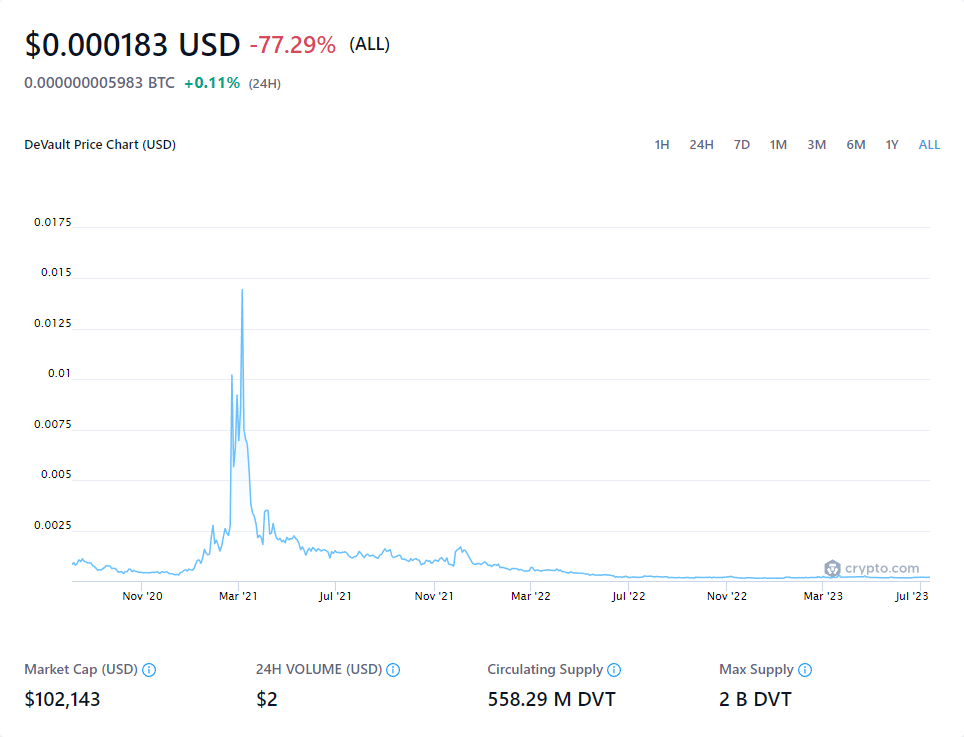 $0.000183 USD -77.29% (ALL)
0.000000005983 BTC +0.11% (24H)
DeVault Price Chart (USD) 1H 24H 7D 1M 3M 6M 1Y ALL
0.0175
0.015
0.0125
0.01
0.0075
0.005
0.0025
crypto.com
Nov '20 Mar '21 Jul '21 Nov '21 Mar '22 Jul '22 Nov '22 Mar '23 Jul '23
Market Cap (USD) 24H VOLUME (USD) Circulating Supply Max Supply
$102,143 $2 558.29 M DVT 2 B DVT